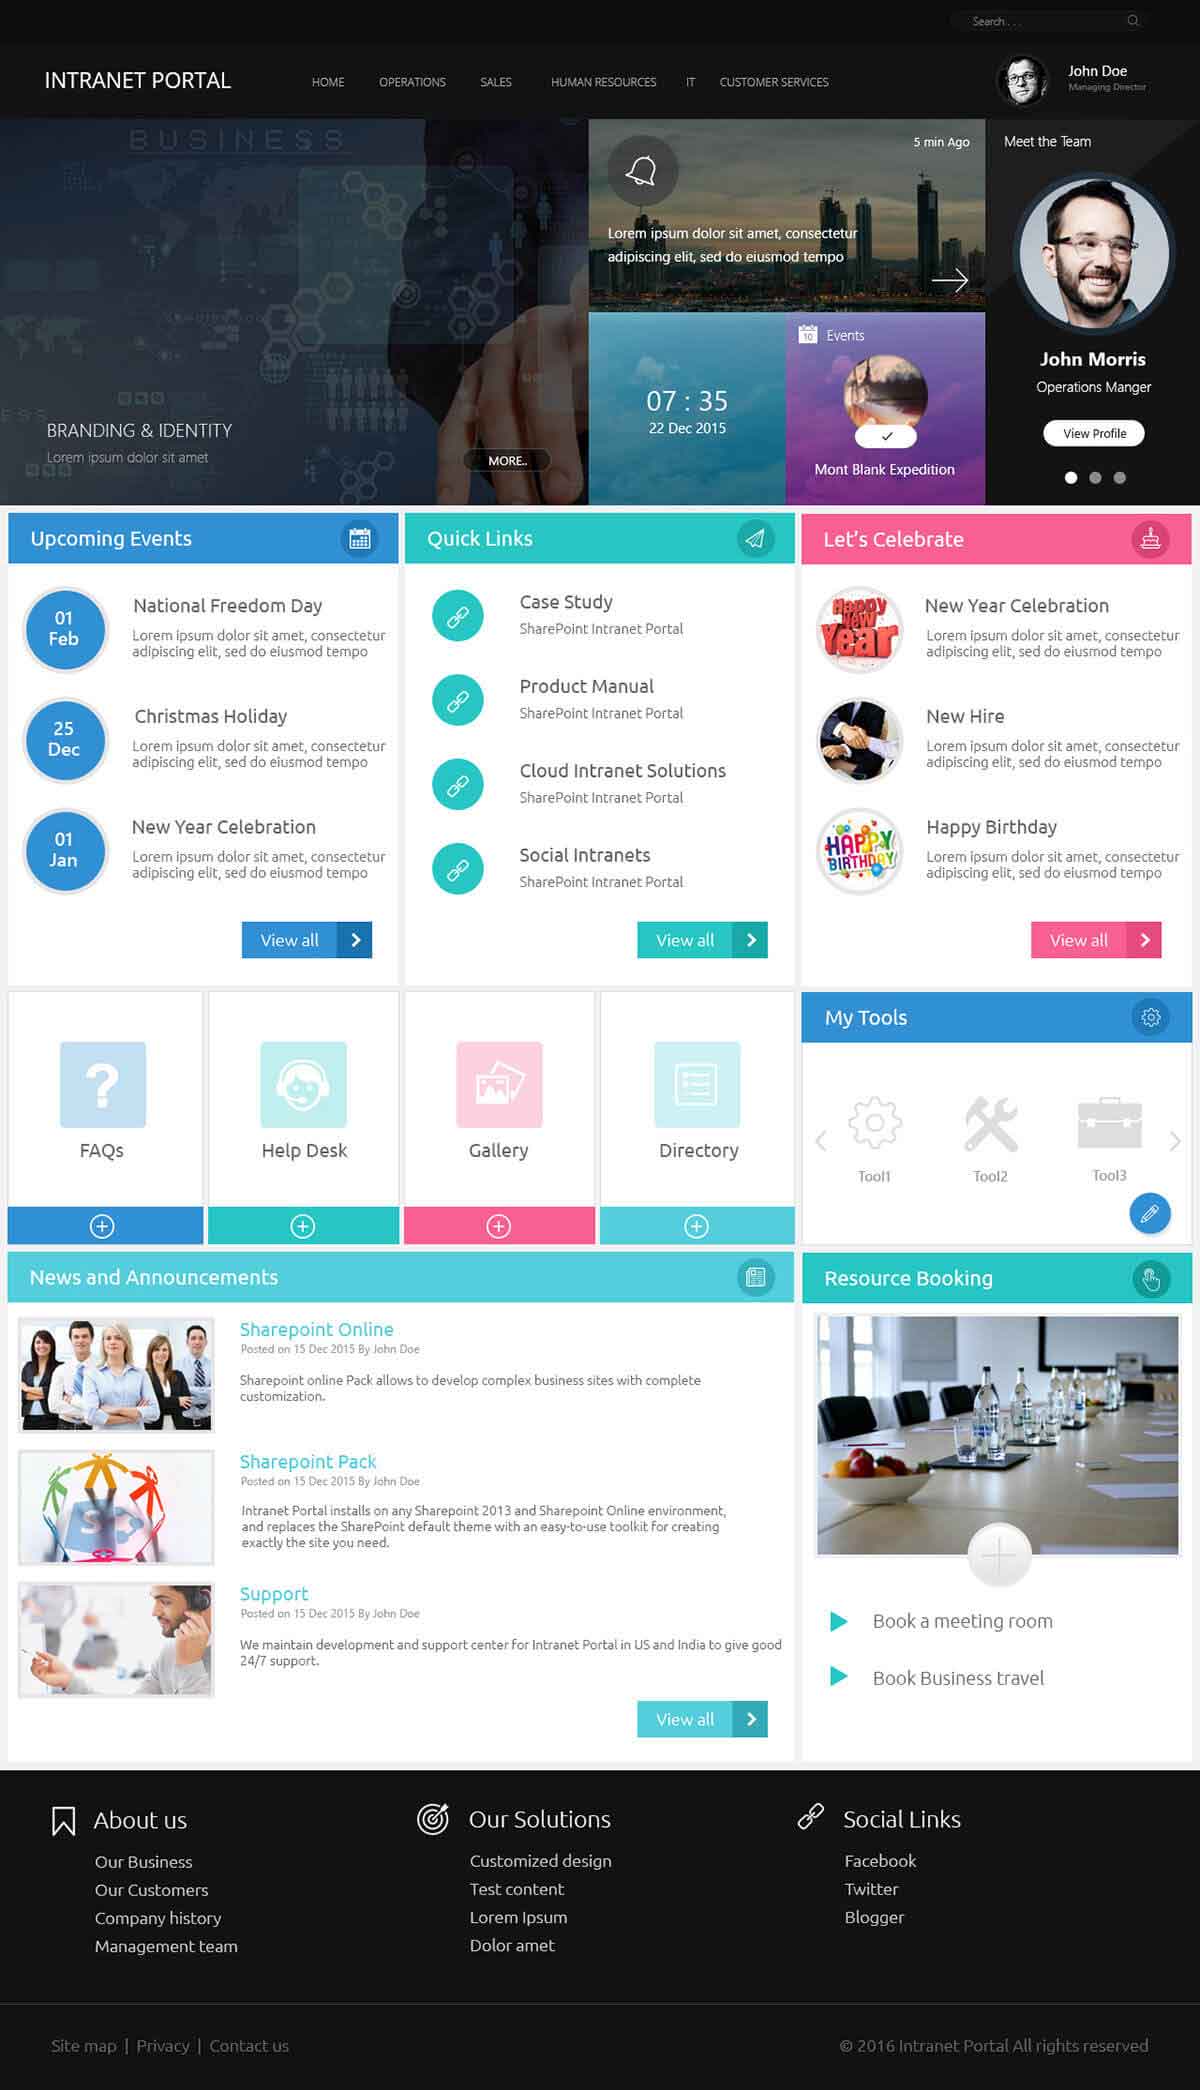 Search . . .
INTRANET PORTAL
HOME
OPERATIONS
SALES
HUMAN RESOURCES
IT
CUSTOMER SERVICES
John Doe
Managing Director
BUSINESS
BRANDING & IDENTITY
Lorem ipsum dolor sit amet
MORE..
5 min Ago
Lorem ipsum dolor sit amet, consectetur
adipiscing elit, sed do eiusmod tempo
07 : 35
22 Dec 2015
10
Events
Mont Blank Expedition
Meet the Team
John Morris
Operations Manger
View Profile
Upcoming Events
01
Feb
National Freedom Day
Lorem ipsum dolor sit amet, consectetur
adipiscing elit, sed do eiusmod tempo
25
Dec
Christmas Holiday
Lorem ipsum dolor sit amet, consectetur
adipiscing elit, sed do eiusmod tempo
01
Jan
New Year Celebration
Lorem ipsum dolor sit amet, consectetur
adipiscing elit, sed do eiusmod tempo
View all
Quick Links
Case Study
SharePoint Intranet Portal
Product Manual
SharePoint Intranet Portal
Cloud Intranet Solutions
SharePoint Intranet Portal
Social Intranets
SharePoint Intranet Portal
View all
Let's Celebrate
Happy
New
Year
New Year Celebration
Lorem ipsum dolor sit amet, consectetur
adipiscing elit, sed do eiusmod tempo
New Hire
Lorem ipsum dolor sit amet, consectetur
adipiscing elit, sed do eiusmod tempo
HAPPY
BIRTHDAY
Happy Birthday
Lorem ipsum dolor sit amet, consectetur
adipiscing elit, sed do eiusmod tempo
View all
?
FAQs
Help Desk
Gallery
Directory
My Tools
Tool1
Tool2
Tool3
News and Announcements
Sharepoint Online
Posted on 15 Dec 2015 By John Doe
Sharepoint online Pack allows to develop complex business sites with complete
customization.
Sharepoint Pack
Posted on 15 Dec 2015 By John Doe
Intranet Portal installs on any Sharepoint 2013 and Sharepoint Online environment,
and replaces the SharePoint default theme with an easy-to-use toolkit for creating
exactly the site you need.
Support
Posted on 15 Dec 2015 By John Doe
We maintain development and support center for Intranet Portal in US and India to give good
24/7 support.
View all
Resource Booking
Book a meeting room
Book Business travel
About us
Our Business
Our Customers
Company history
Management team
Our Solutions
Customized design
Test content
Lorem Ipsum
Dolor amet
Social Links
Facebook
Twitter
Blogger
Site map | Privacy | Contact us
© 2016 Intranet Portal All rights reserved